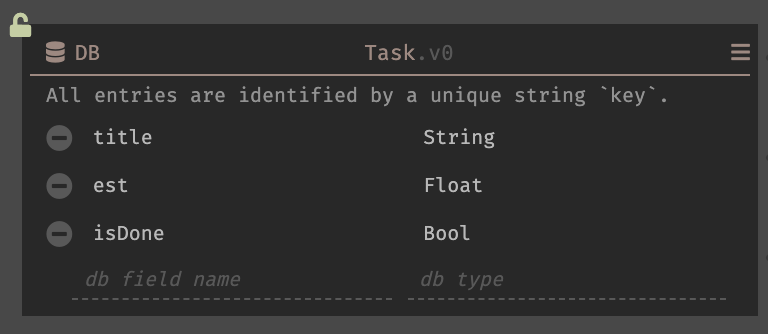 DB Task.v0
All entries are identified by a unique string `key`.
title String
est Float
isDone Bool
db field name db type